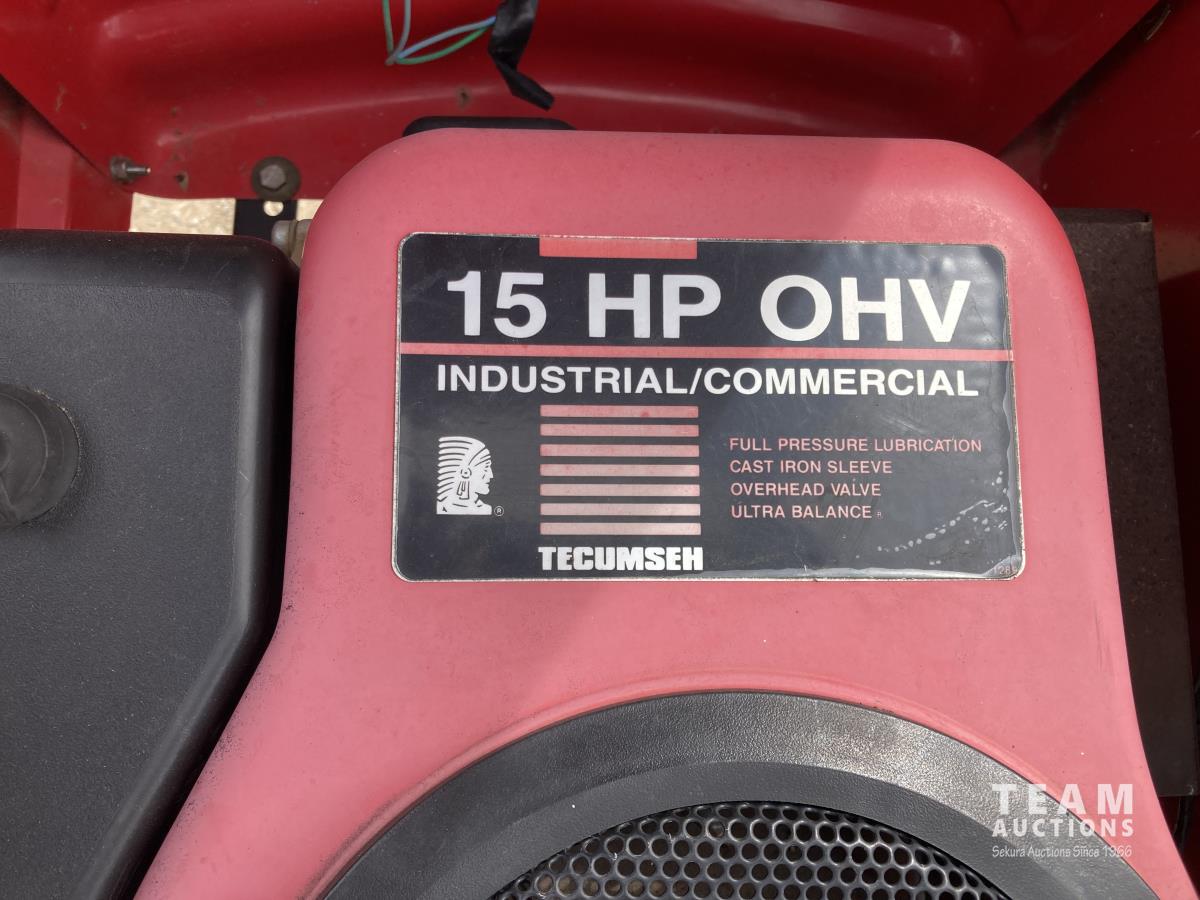 15 HP OHV
INDUSTRIAL/COMMERCIAL
FULL PRESSURE LUBRICATION
CAST IRON SLEEVE
OVERHEAD VALVE
ULTRA BALANCE ®
®
TECUMSEH
TEAM
AUCTIONS
Sekura Auctions Since 1966